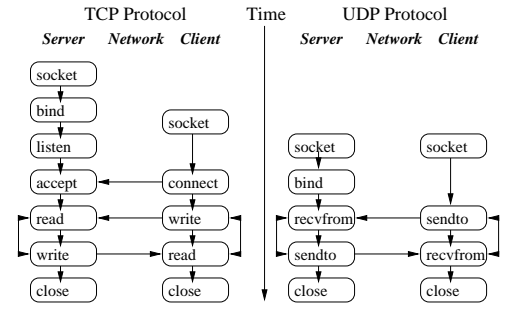 TCP Protocol Time UDP Protocol
Server Network Client Server Network Client
socket
bind
socket
listen socket socket
accept connect bind
read write recvfrom sendto
write read sendto recvfrom
close close close close